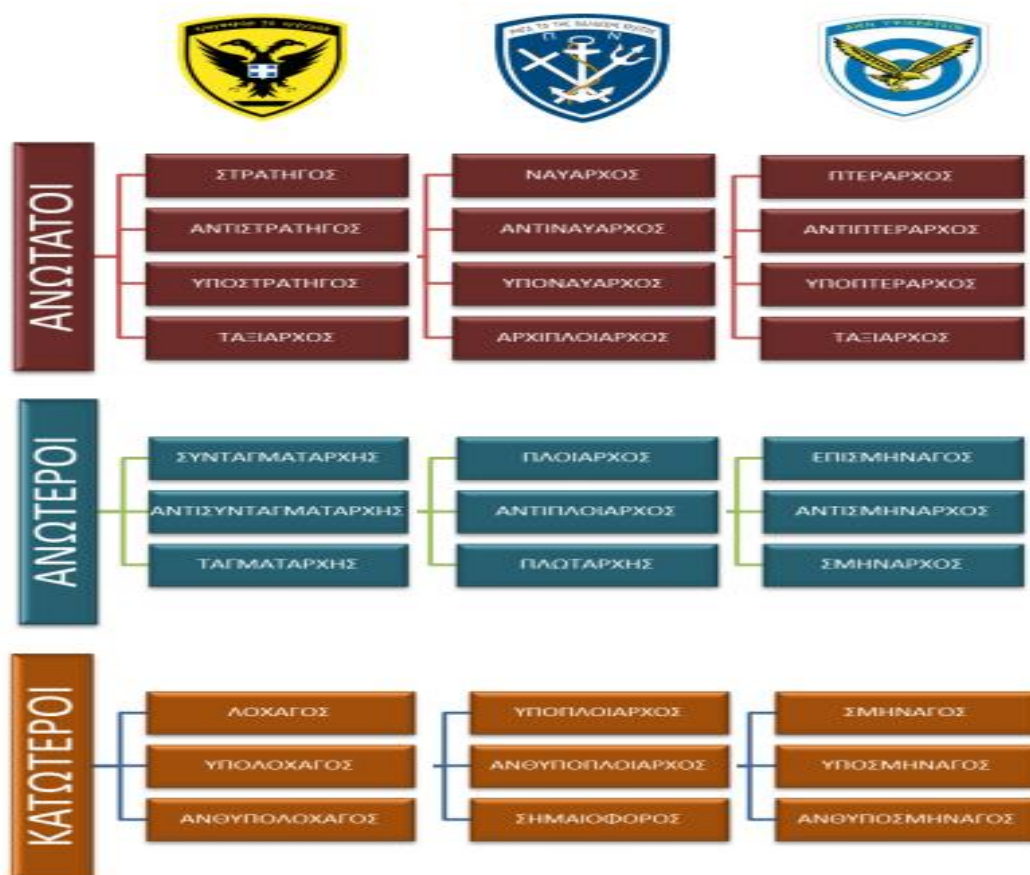 Π Ν
ΑΝΩΤΑΤΟΙ
ΣΤΡΑΤΗΓΟΣ ΝΑΥΑΡΧΟΣ ΠΤΕΡΑΡΧΟΣ
ΑΝΤΙΣΤΡΑΤΗΓΟΣ ΑΝΤΙΝΑΥΑΡΧΟΣ ΑΝΤΙΠΤΕΡΑΡΧΟΣ
ΥΠΟΣΤΡΑΤΗΓΟΣ ΥΠΟΝΑΥΑΡΧΟΣ ΥΠΟΠΤΕΡΑΡΧΟΣ
ΤΑΞΙΑΡΧΟΣ ΑΡΧΙΠΛΟΙΑΡΧΟΣ ΤΑΞΙΑΡΧΟΣ
ΑΝΩΤΕΡΟΙ
ΣΥΝΤΑΓΜΑΤΑΡΧΗΣ ΠΛΟΙΑΡΧΟΣ ΕΠΙΣΜΗΝΑΓΟΣ
ΑΝΤΙΣΥΝΤΑΓΜΑΤΑΡΧΗΣ ΑΝΤΙΠΛΟΙΑΡΧΟΣ ΑΝΤΙΣΜΗΝΑΡΧΟΣ
ΤΑΓΜΑΤΑΡΧΗΣ ΠΛΩΤΑΡΧΗΣ ΣΜΗΝΑΡΧΟΣ
ΚΑΤΩΤΕΡΟΙ
ΛΟΧΑΓΟΣ ΥΠΟΠΛΟΙΑΡΧΟΣ ΣΜΗΝΑΓΟΣ
ΥΠΟΛΟΧΑΓΟΣ ΑΝΘΥΠΟΠΛΟΙΑΡΧΟΣ ΥΠΟΣΜΗΝΑΓΟΣ
ΑΝΘΥΠΟΛΟΧΑΓΟΣ ΣΗΜΑΙΟΦΟΡΟΣ ΑΝΘΥΠΟΣΜΗΝΑΓΟΣ